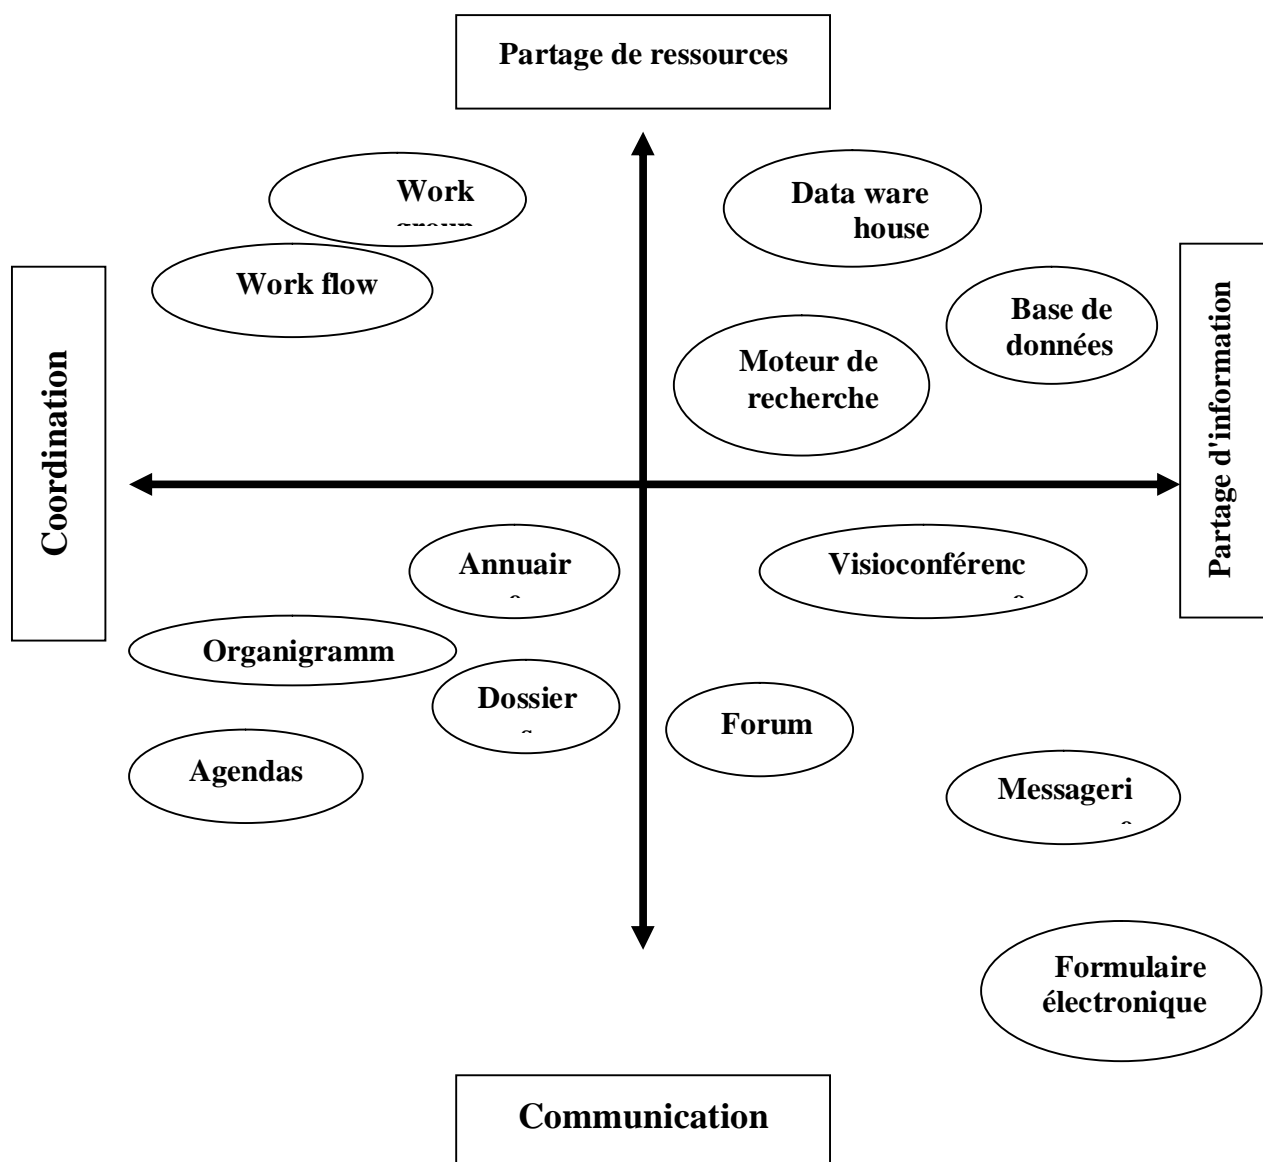 Partage de ressources
Work
group
Data ware
house
Work flow
Base de
données
Moteur de
recherche
Coordination
Partage d'information
Annuair
Visioconférenc
Organigramm
Dossier
Forum
Agendas
Messageri
Formulaire
électronique
Communication